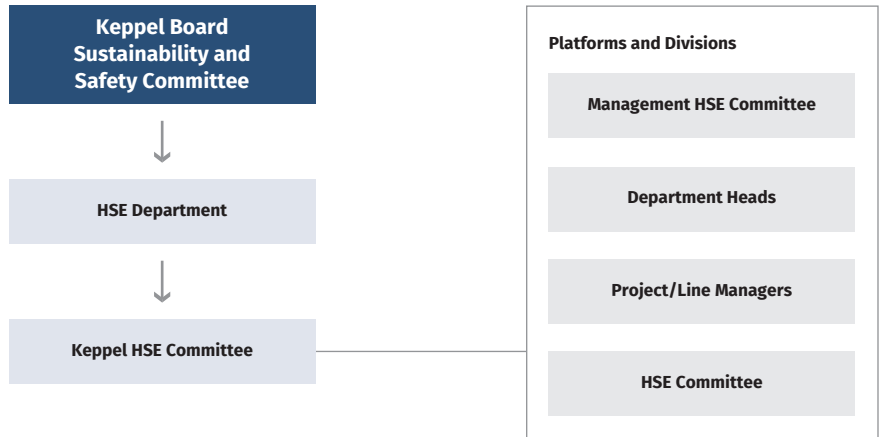 Keppel Board
Sustainability and
Safety Committee
HSE Department
Keppel HSE Committee
Platforms and Divisions
Management HSE Committee
Department Heads
Project/Line Managers
HSE Committee